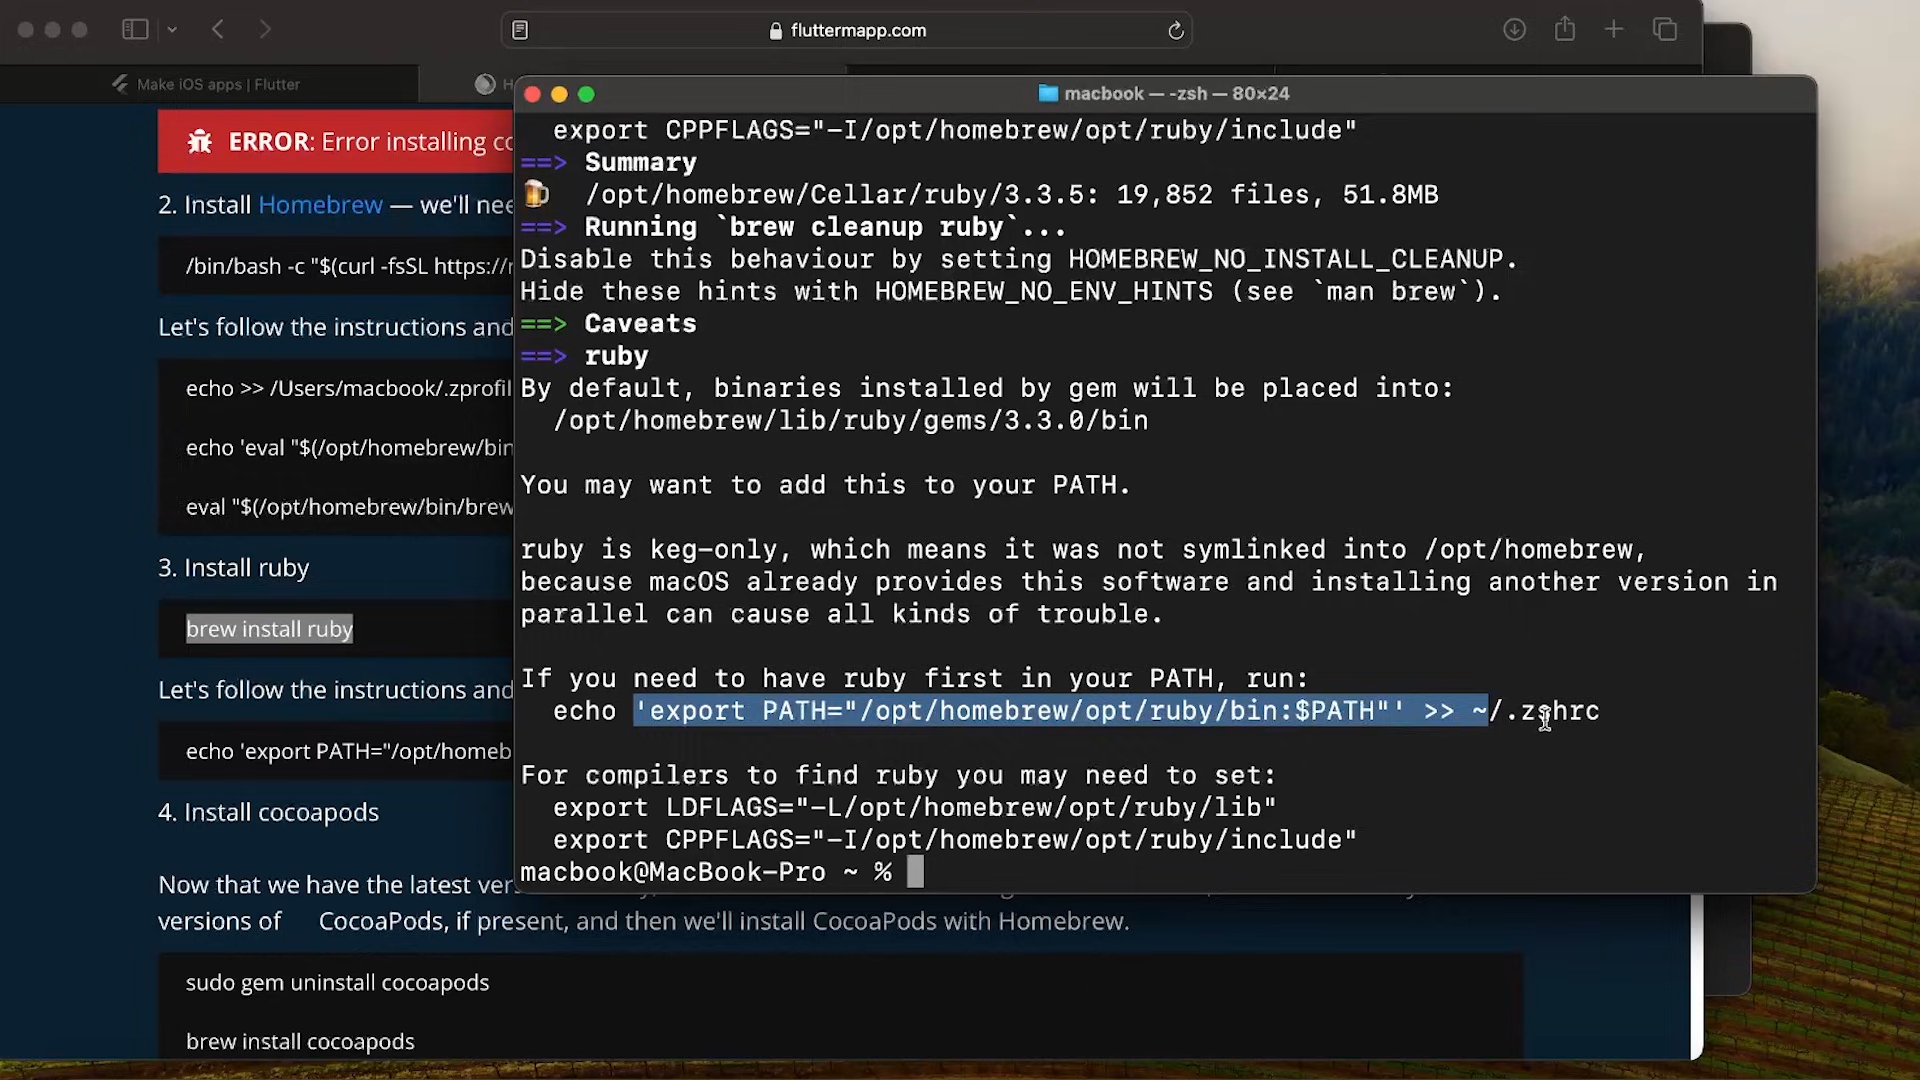 fluttermapp.com
Make iOS apps | Flutter
macbook — -zsh — 80×24
ERROR: Error installing
2. Install Homebrew — we'll
/bin/bash -c "$(curl -fsSL
Let's follow the instructions and
echo >> /Users/macbook/.zprofil
echo 'eval "$(/opt/homebrew/bin
eval "$(/opt/homebrew/bin/brew
3. Install ruby
brew install ruby
Let's follow the instructions and
echo 'export PATH="/opt/homeb
4. Install cocoapods
Now that we have the latest
versions of CocoaPods, if present, and then we'll install CocoaPods with Homebrew.
sudo gem uninstall cocoapods
brew install cocoapods
export CPPFLAGS="-I/opt/homebrew/opt/ruby/include"
==> Summary
/opt/homebrew/Cellar/ruby/3.3.5: 19,852 files, 51.8MB
==> Running `brew cleanup ruby`...
Disable this behaviour by setting HOMEBREW_NO_INSTALL_CLEANUP.
Hide these hints with HOMEBREW_NO_ENV_HINTS (see `man brew`).
==> Caveats
==> ruby
By default, binaries installed by gem will be placed into:
/opt/homebrew/lib/ruby/gems/3.3.0/bin
You may want to add this to your PATH.
ruby is keg-only, which means it was not symlinked into /opt/homebrew,
because macOS already provides this software and installing another version in
parallel can cause all kinds of trouble.
If you need to have ruby first in your PATH, run:
echo 'export PATH="/opt/homebrew/opt/ruby/bin:$PATH"' >> ~/.zshrc
For compilers to find ruby you may need to set:
export LDFLAGS="-L/opt/homebrew/opt/ruby/lib"
export CPPFLAGS="-I/opt/homebrew/opt/ruby/include"
macbook@MacBook-Pro ~ %